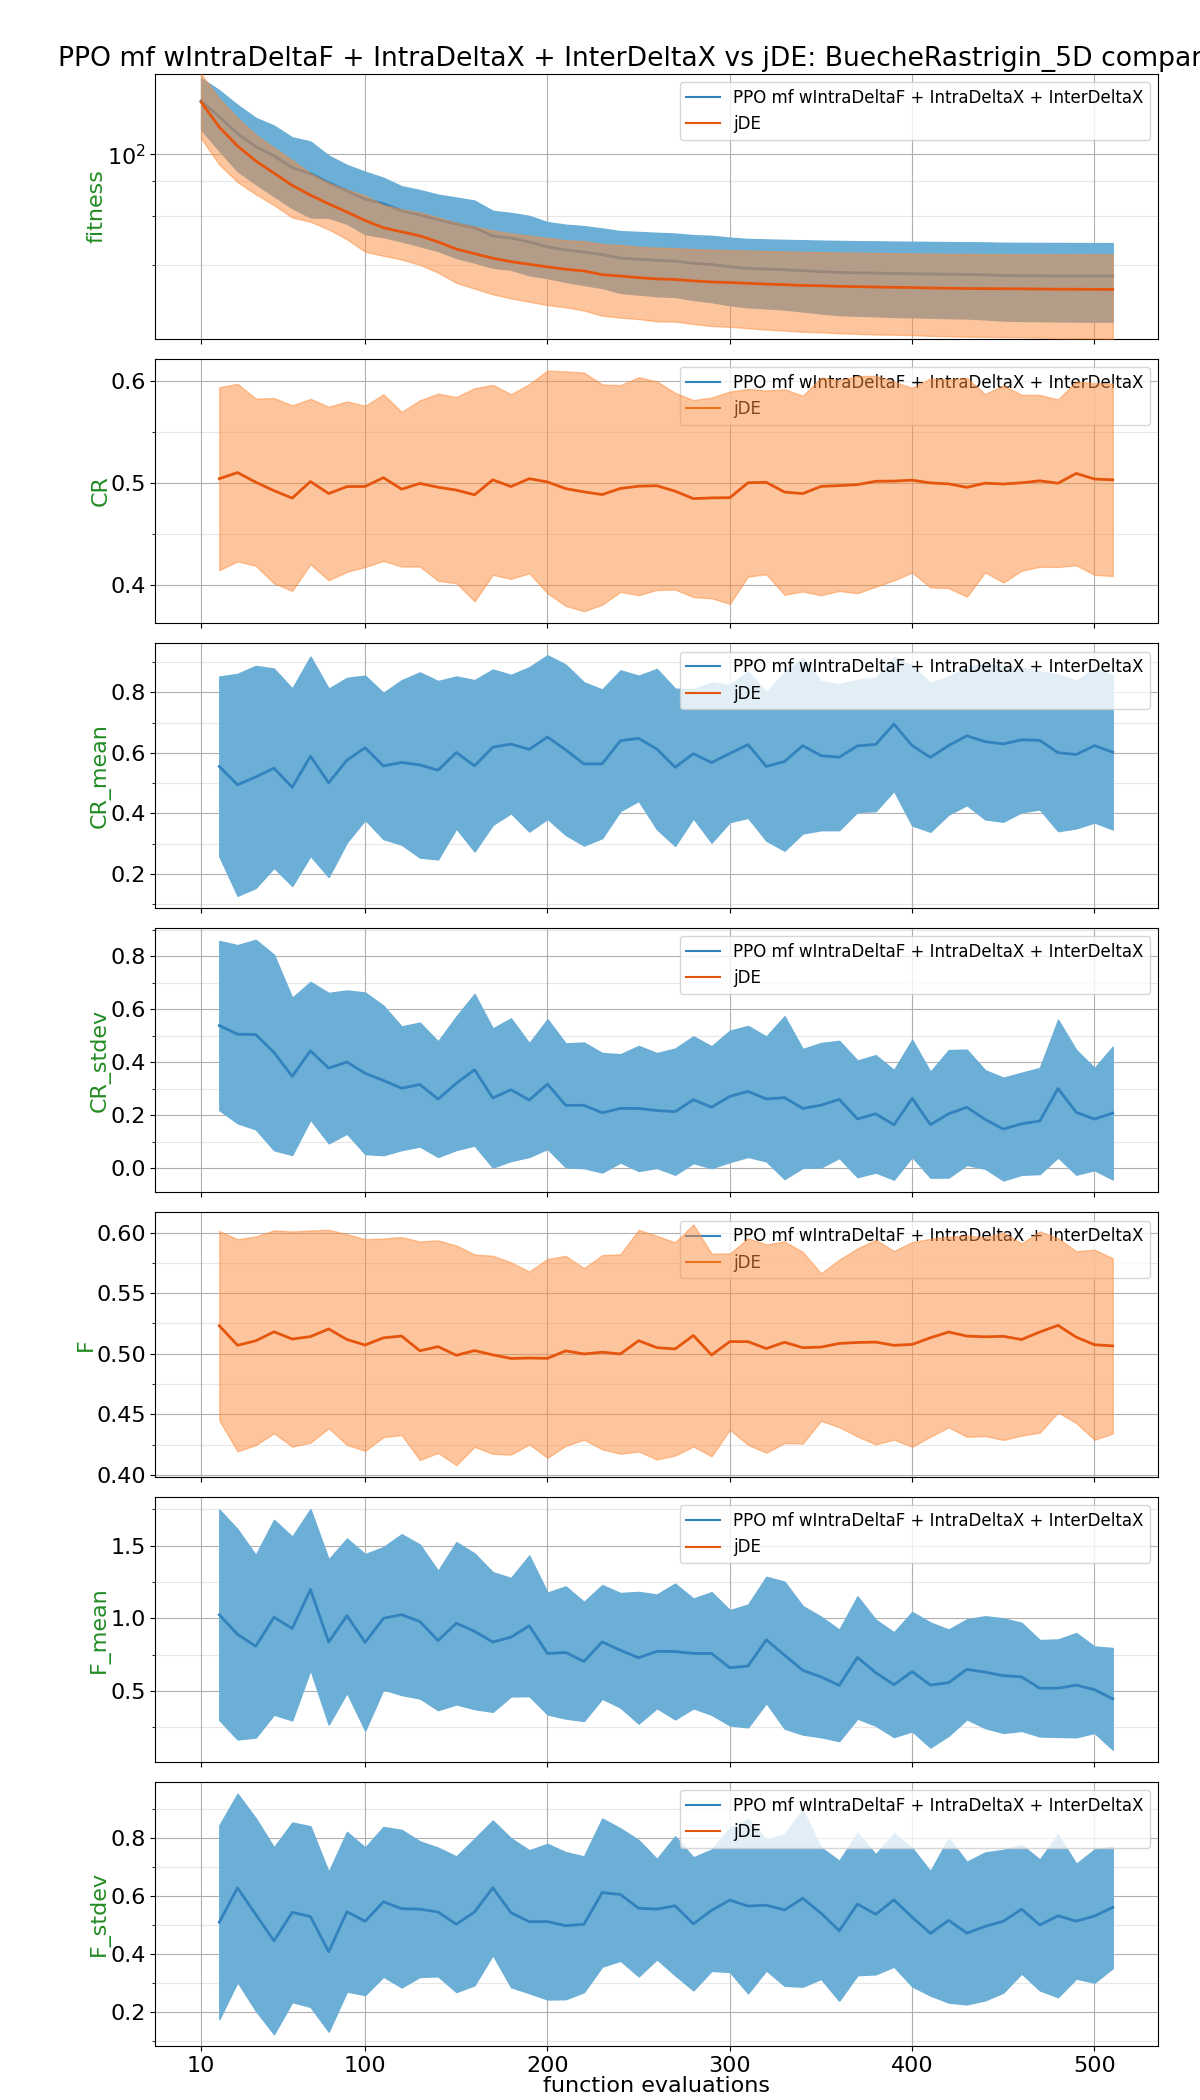 PPO mf wIntraDeltaF + IntraDeltaX + InterDeltaX vs jDE: BuecheRastrigin_5D compar
PPO mf wIntraDeltaF + IntraDeltaX + InterDeltaX
jDE
10²
fitness
PPO mf wIntraDeltaF + IntraDeltaX + InterDeltaX
jDE
0.6
0.5
0.4
CR
PPO mf wIntraDeltaF + IntraDeltaX + InterDeltaX
jDE
0.8
0.6
0.4
0.2
CR_mean
PPO mf wIntraDeltaF + IntraDeltaX + InterDeltaX
jDE
0.8
0.6
0.4
0.2
0.0
CR_stdev
PPO mf wIntraDeltaF + IntraDeltaX + InterDeltaX
jDE
0.60
0.55
0.50
0.45
0.40
F
PPO mf wIntraDeltaF + IntraDeltaX + InterDeltaX
jDE
1.5
1.0
0.5
F_mean
PPO mf wIntraDeltaF + IntraDeltaX + InterDeltaX
jDE
0.8
0.6
0.4
0.2
F_stdev
10 100 200 300 400 500
function evaluations